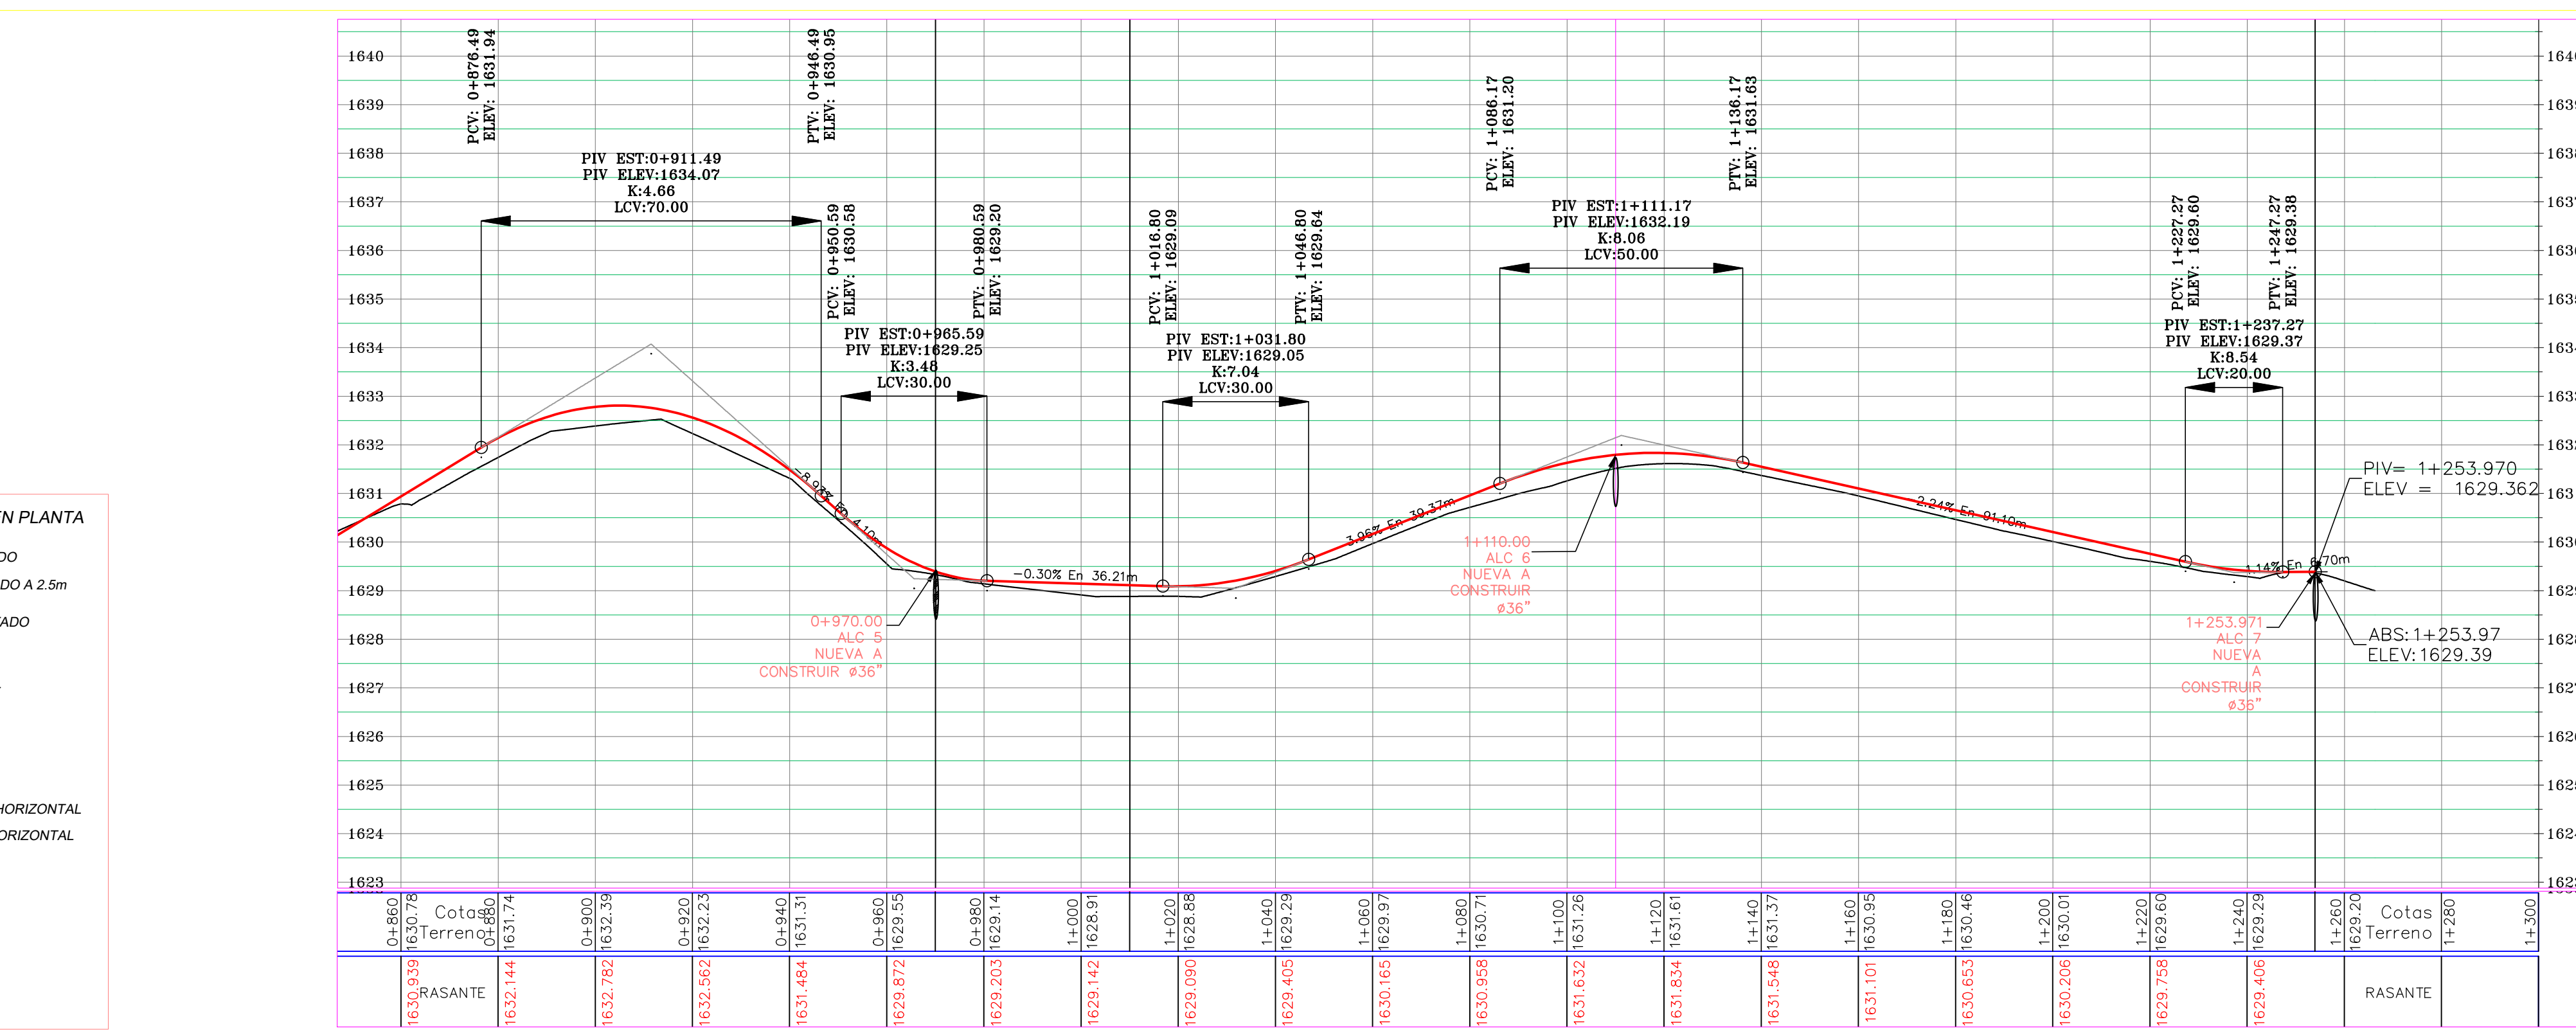 EN PLANTA
DO
DO A 2.5m
TADO
HORIZONTAL
ORIZONTAL
1640
1639
1638
1637
1636
1635
1634
1633
1632
1631
1630
1629
1628
1627
1626
1625
1624
1623
PCV: 0+876.49
ELEV: 1631.94
PTV: 0+946.49
ELEV: 1630.95
PIV EST:0+911.49
PIV ELEV:1634.07
K:4.66
LCV:70.00
PCV: 0+950.59
ELEV: 1630.58
PTV: 0+980.59
ELEV: 1629.20
PIV EST:0+965.59
PIV ELEV:1629.25
K:3.48
LCV:30.00
PCV: 1+016.80
ELEV: 1629.09
PTV: 1+046.80
ELEV: 1629.64
PIV EST:1+031.80
PIV ELEV:1629.05
K:7.04
LCV:30.00
PCV: 1+086.17
ELEV: 1631.20
PTV: 1+136.17
ELEV: 1631.63
PIV EST:1+111.17
PIV ELEV:1632.19
K:8.06
LCV:50.00
PCV: 1+227.27
ELEV: 1629.60
PTV: 1+247.27
ELEV: 1629.38
PIV EST:1+237.27
PIV ELEV:1629.37
K:8.54
LCV:20.00
-8.93% En 4.10m
-0.30% En 36.21m
3.96% En 39.37m
2.24% En 91.10m
1.14% En 6.70m
PIV= 1+253.970
ELEV = 1629.362
ABS:1+253.97
ELEV:1629.39
0+970.00
ALC 5
NUEVA A
CONSTRUIR ø36"
1+110.00
ALC 6
NUEVA A
CONSTRUIR
ø36"
1+253.971
ALC 7
NUEVA
A
CONSTRUIR
ø36"
Cotas
Terreno
0+860
1630.78
0+880
1631.74
0+900
1632.39
0+920
1632.23
0+940
1631.31
0+960
1629.55
0+980
1629.14
1+000
1628.91
1+020
1628.88
1+040
1629.29
1+060
1629.97
1+080
1630.71
1+100
1631.26
1+120
1631.61
1+140
1631.37
1+160
1630.95
1+180
1630.46
1+200
1630.01
1+220
1629.60
1+240
1629.29
1+260
1629.20
Cotas
Terreno
1+280
1+300
RASANTE
1630.939
1632.144
1632.782
1632.562
1631.484
1629.872
1629.203
1629.142
1629.090
1629.405
1630.165
1630.958
1631.632
1631.834
1631.548
1631.101
1630.653
1630.206
1629.758
1629.406
RASANTE